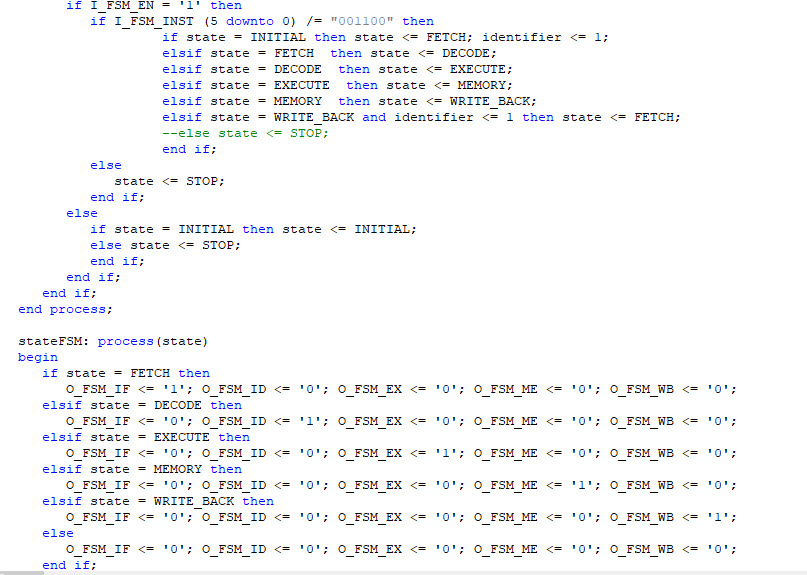 if I_FSM_EN = '1' then
if I_FSM_INST (5 downto 0) /= "001100" then
if state = INITIAL then state <= FETCH; identifier <= 1;
elsif state = FETCH  then state <= DECODE;
elsif state = DECODE  then state <= EXECUTE;
elsif state = EXECUTE  then state <= MEMORY;
elsif state = MEMORY  then state <= WRITE_BACK;
elsif state = WRITE_BACK and identifier <= 1 then state <= FETCH;
--else state <= STOP;
end if;
else
state <= STOP;
end if;
else
if state = INITIAL then state <= INITIAL;
else state <= STOP;
end if;
end if;
end if;
end process;
stateFSM: process(state)
begin
if state = FETCH then
O_FSM_IF <= '1'; O_FSM_ID <= '0'; O_FSM_EX <= '0'; O_FSM_ME <= '0'; O_FSM_WB <= '0';
elsif state = DECODE then
O_FSM_IF <= '0'; O_FSM_ID <= '1'; O_FSM_EX <= '0'; O_FSM_ME <= '0'; O_FSM_WB <= '0';
elsif state = EXECUTE then
O_FSM_IF <= '0'; O_FSM_ID <= '0'; O_FSM_EX <= '1'; O_FSM_ME <= '0'; O_FSM_WB <= '0';
elsif state = MEMORY then
O_FSM_IF <= '0'; O_FSM_ID <= '0'; O_FSM_EX <= '0'; O_FSM_ME <= '1'; O_FSM_WB <= '0';
elsif state = WRITE_BACK then
O_FSM_IF <= '0'; O_FSM_ID <= '0'; O_FSM_EX <= '0'; O_FSM_ME <= '0'; O_FSM_WB <= '1';
else
O_FSM_IF <= '0'; O_FSM_ID <= '0'; O_FSM_EX <= '0'; O_FSM_ME <= '0'; O_FSM_WB <= '0';
end if;